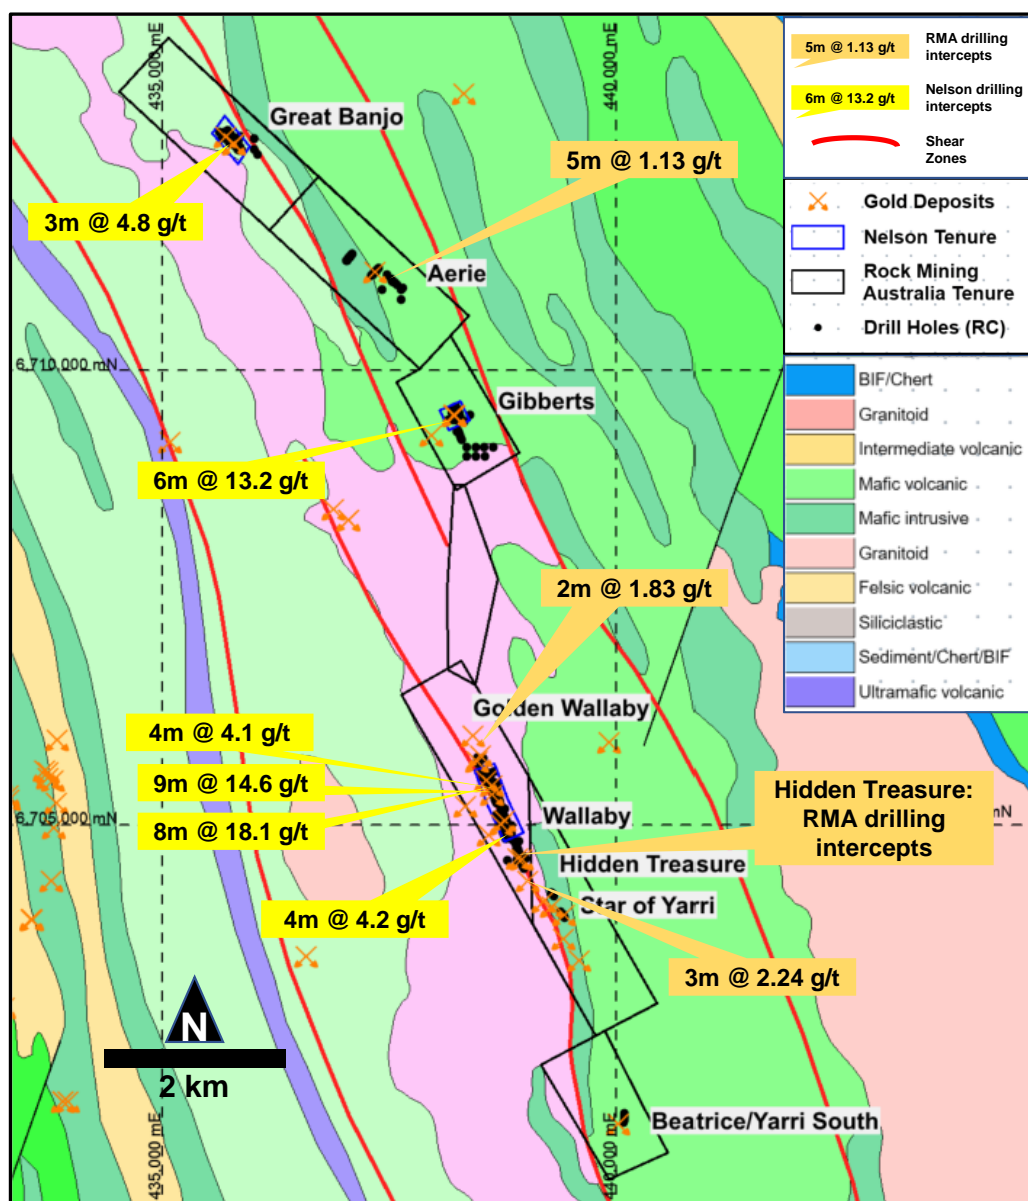 435,000 mE
440,000 mE
Great Banjo
5m @ 1.13 g/t
3m @ 4.8 g/t
Aerie
6,710,000 mN
Gibberts
6m @ 13.2 g/t
2m @ 1.83 g/t
Golden Wallaby
4m @ 4.1 g/t
9m @ 14.6 g/t
8m @ 18.1 g/t
6,705,000 mN
Wallaby
Hidden Treasure:
RMA drilling
intercepts
mN
Hidden Treasure
4m @ 4.2 g/t
Star of Yarri
3m @ 2.24 g/t
N
2 km
Beatrice/Yarri South
435,000 mE
440,000 mE
5m @ 1.13 g/t
RMA drilling
intercepts
6m @ 13.2 g/t
Nelson drilling
intercepts
Shear
Zones
Gold Deposits
Nelson Tenure
Rock Mining
Australia Tenure
Drill Holes (RC)
BIF/Chert
Granitoid
Intermediate volcanic
Mafic volcanic
Mafic intrusive
Granitoid
Felsic volcanic
Siliciclastic
Sediment/Chert/BIF
Ultramafic volcanic